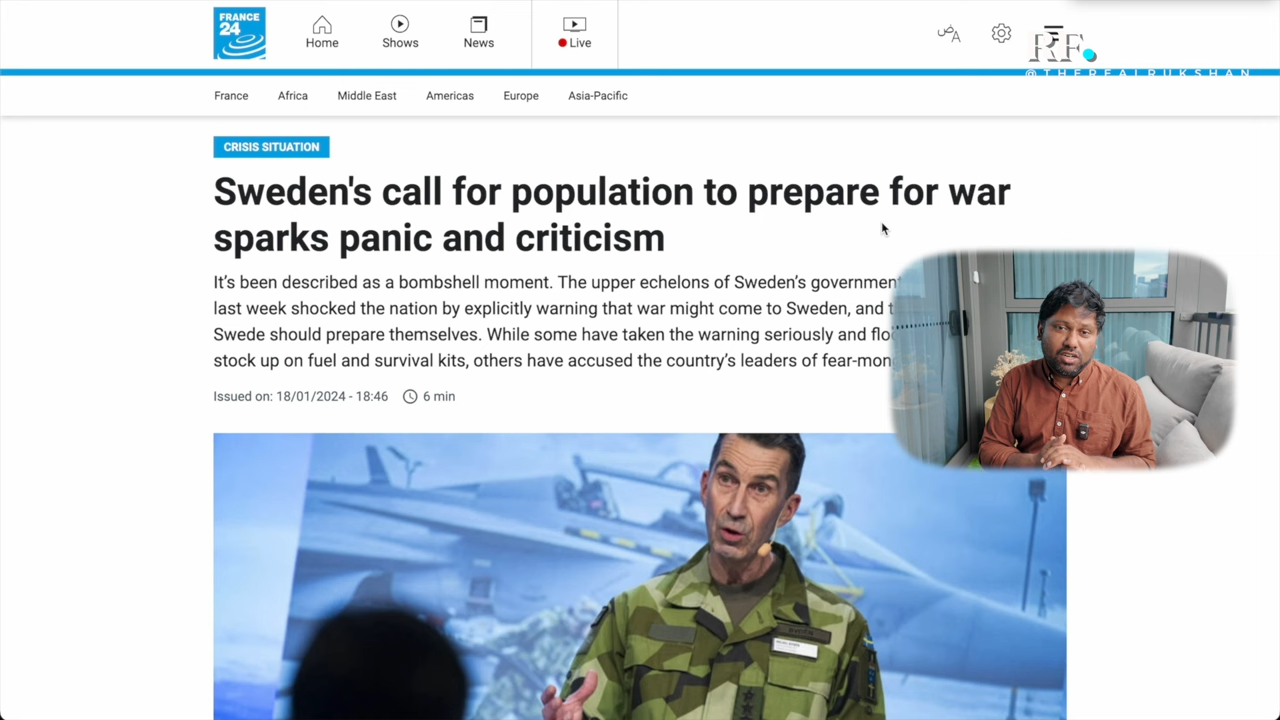 FRANCE
24
Home
Shows
News
Live
ضA
RF
@THEREALRUKSHAN
France
Africa
Middle East
Americas
Europe
Asia-Pacific
CRISIS SITUATION
Sweden's call for population to prepare for war
sparks panic and criticism
It's been described as a bombshell moment. The upper echelons of Sweden's government
last week shocked the nation by explicitly warning that war might come to Sweden, and
Swede should prepare themselves. While some have taken the warning seriously and
stock up on fuel and survival kits, others have accused the country's leaders of
Issued on: 18/01/2024 - 18:46
6 min